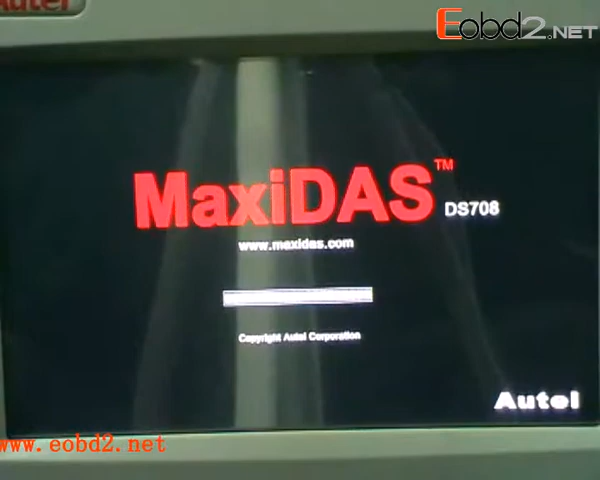 Autel
Eobd2.NET
MaxiDAS™
DS708
www.maxidas.com
Copyright Autel Corporation
Autel
www.eobd2.net